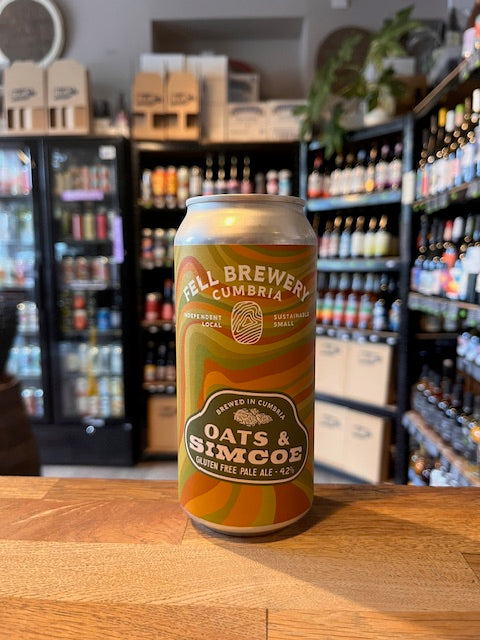 FELL BREWERY
CUMBRIA
INDEPENDENT SUSTAINABLE
LOCAL SMALL
BREWED IN CUMBRIA
OATS &
SIMCOE
GLUTEN FREE PALE ALE - 4.2%